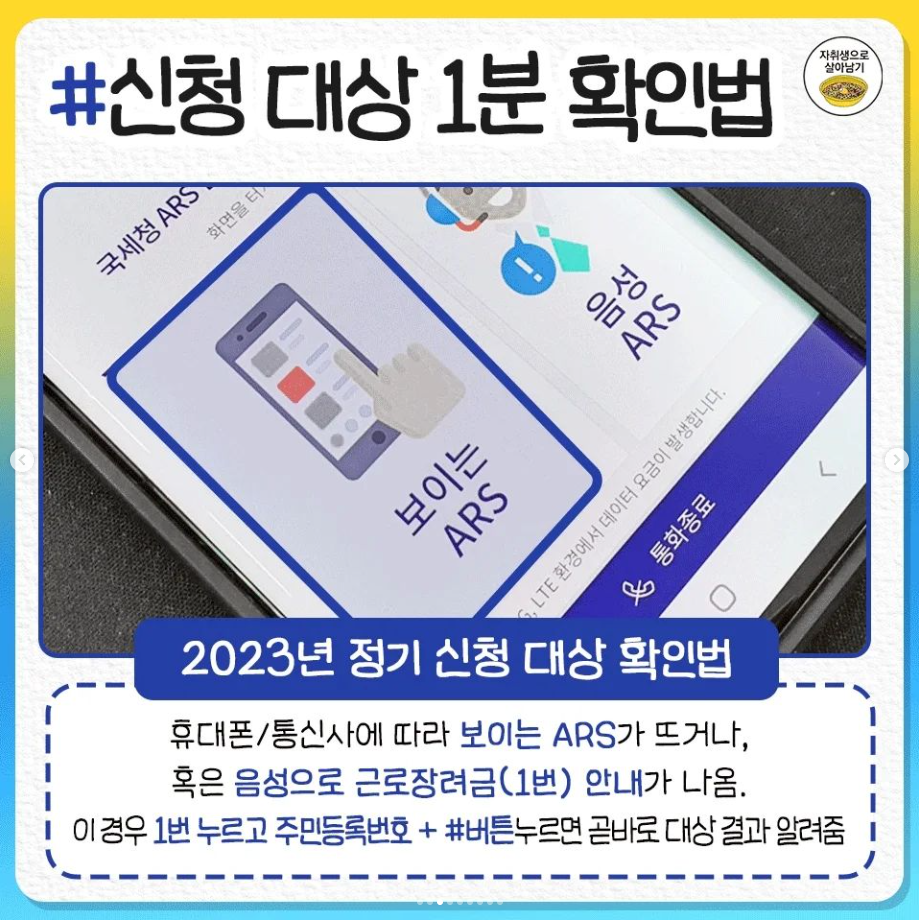 #신청 대상 1분 확인법
자취생으로
살아남기
국세청 ARS
화면을 터
보이는
ARS
음성
ARS
G, LTE 환경에서 데이터 요금이 발생합니다.
통화종료
2023년 정기 신청 대상 확인법
휴대폰/통신사에 따라 보이는 ARS가 뜨거나,
혹은 음성으로 근로장려금(1번) 안내가 나옴.
이 경우 1번 누르고 주민등록번호 + #버튼누르면 곧바로 대상 결과 알려줌